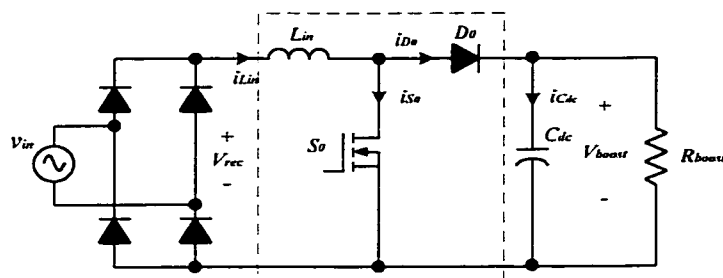 Lin
iDo
Do
iLin
iSo
iCdc
vin
+
Vrec
-
So
Cdc
+
Vboost
-
Rboost